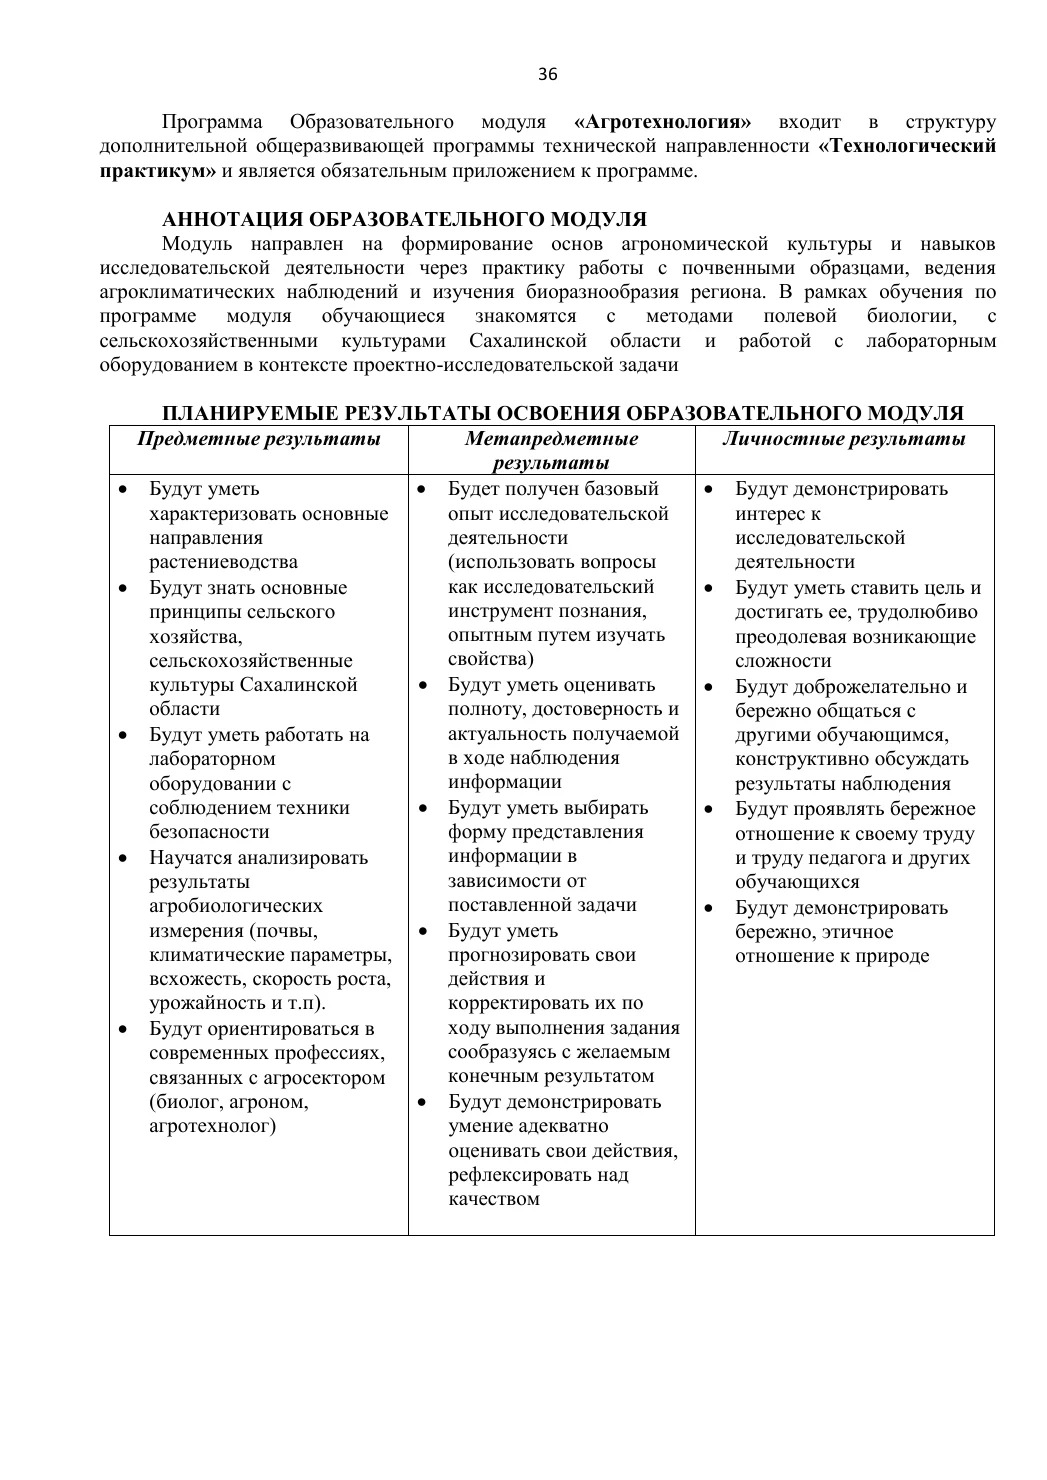 36
Программа Образовательного модуля «Агротехнология» входит в структуру
дополнительной общеразвивающей программы технической направленности «Технологический
практикум» и является обязательным приложением к программе.
АННОТАЦИЯ ОБРАЗОВАТЕЛЬНОГО МОДУЛЯ
Модуль направлен на формирование основ агрономической культуры и навыков
исследовательской деятельности через практику работы с почвенными образцами, ведения
агроклиматических наблюдений и изучения биоразнообразия региона. В рамках обучения по
программе модуля обучающиеся знакомятся с методами полевой биологии, с
сельскохозяйственными культурами Сахалинской области и работой с лабораторным
оборудованием в контексте проектно-исследовательской задачи
ПЛАНИРУЕМЫЕ РЕЗУЛЬТАТЫ ОСВОЕНИЯ ОБРАЗОВАТЕЛЬНОГО МОДУЛЯ
Предметные результаты
Метапредметные
результаты
Личностные результаты
• Будут уметь
характеризовать основные
направления
растениеводства
• Будут знать основные
принципы сельского
хозяйства,
сельскохозяйственные
культуры Сахалинской
области
• Будут уметь работать на
лабораторном
оборудовании с
соблюдением техники
безопасности
• Научатся анализировать
результаты
агробиологических
измерения (почвы,
климатические параметры,
всхожесть, скорость роста,
урожайность и т.п).
• Будут ориентироваться в
современных профессиях,
связанных с агросектором
(биолог, агроном,
агротехнолог)
• Будет получен базовый
опыт исследовательской
деятельности
(использовать вопросы
как исследовательский
инструмент познания,
опытным путем изучать
свойства)
• Будут уметь оценивать
полноту, достоверность и
актуальность получаемой
в ходе наблюдения
информации
• Будут уметь выбирать
форму представления
информации в
зависимости от
поставленной задачи
• Будут уметь
прогнозировать свои
действия и
корректировать их по
ходу выполнения задания
сообразуясь с желаемым
конечным результатом
• Будут демонстрировать
умение адекватно
оценивать свои действия,
рефлексировать над
качеством
• Будут демонстрировать
интерес к
исследовательской
деятельности
• Будут уметь ставить цель и
достигать ее, трудолюбиво
преодолевая возникающие
сложности
• Будут доброжелательно и
бережно общаться с
другими обучающимся,
конструктивно обсуждать
результаты наблюдения
• Будут проявлять бережное
отношение к своему труду
и труду педагога и других
обучающихся
• Будут демонстрировать
бережно, этичное
отношение к природе